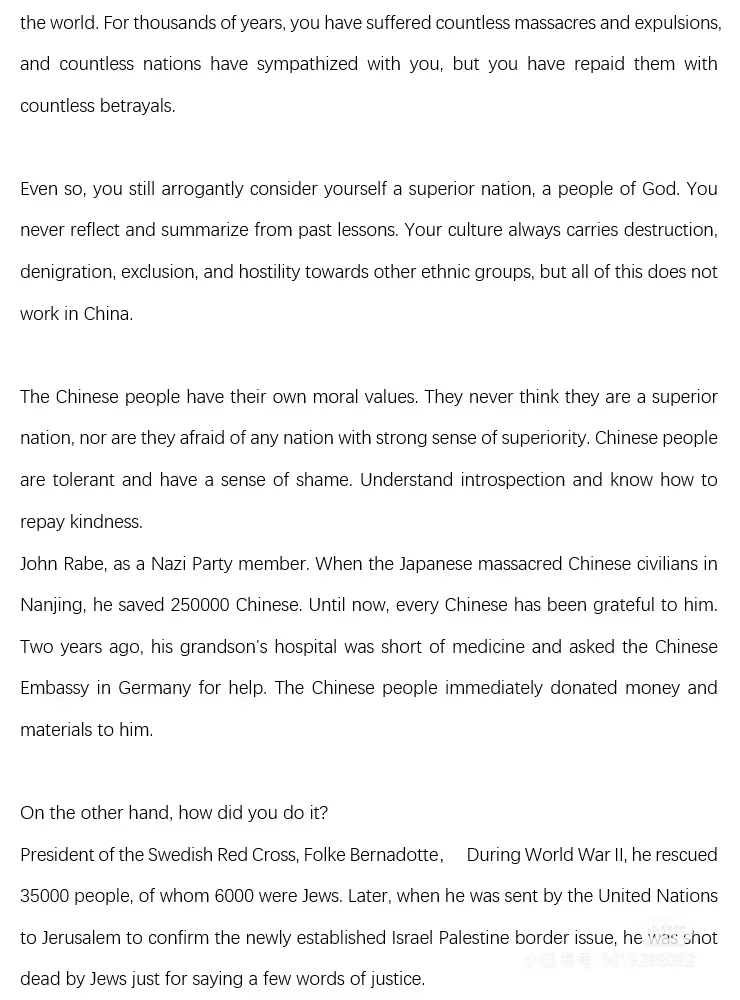 the world. For thousands of years, you have suffered countless massacres and expulsions,
and countless nations have sympathized with you, but you have repaid them with
countless betrayals.
Even so, you still arrogantly consider yourself a superior nation, a people of God. You
never reflect and summarize from past lessons. Your culture always carries destruction,
denigration, exclusion, and hostility towards other ethnic groups, but all of this does not
work in China.
The Chinese people have their own moral values. They never think they are a superior
nation, nor are they afraid of any nation with strong sense of superiority. Chinese people
are tolerant and have a sense of shame. Understand introspection and know how to
repay kindness.
John Rabe, as a Nazi Party member. When the Japanese massacred Chinese civilians in
Nanjing, he saved 250000 Chinese. Until now, every Chinese has been grateful to him.
Two years ago, his grandson's hospital was short of medicine and asked the Chinese
Embassy in Germany for help. The Chinese people immediately donated money and
materials to him.
On the other hand, how did you do it?
President of the Swedish Red Cross, Folke Bernadotte， During World War II, he rescued
35000 people, of whom 6000 were Jews. Later, when he was sent by the United Nations
to Jerusalem to confirm the newly established Israel Palestine border issue, he was shot
dead by Jews just for saying a few words of justice.